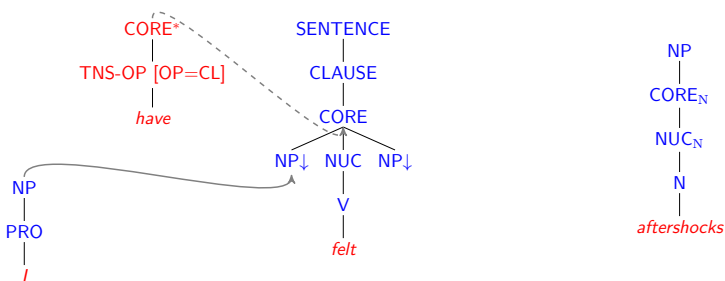 CORE* SENTENCE
NP
TNS-OP [OP=CL] CLAUSE
CORE_N
have CORE
NUC_N
NP↓ NUC NP↓
NP N
PRO V
aftershocks
I felt